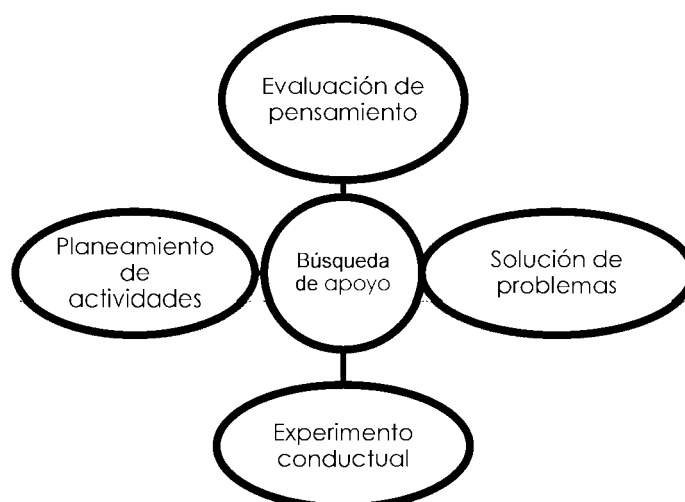 Evaluación de
pensamiento
Planeamiento
de
actividades
Búsqueda
de apoyo
Solución de
problemas
Experimento
conductual